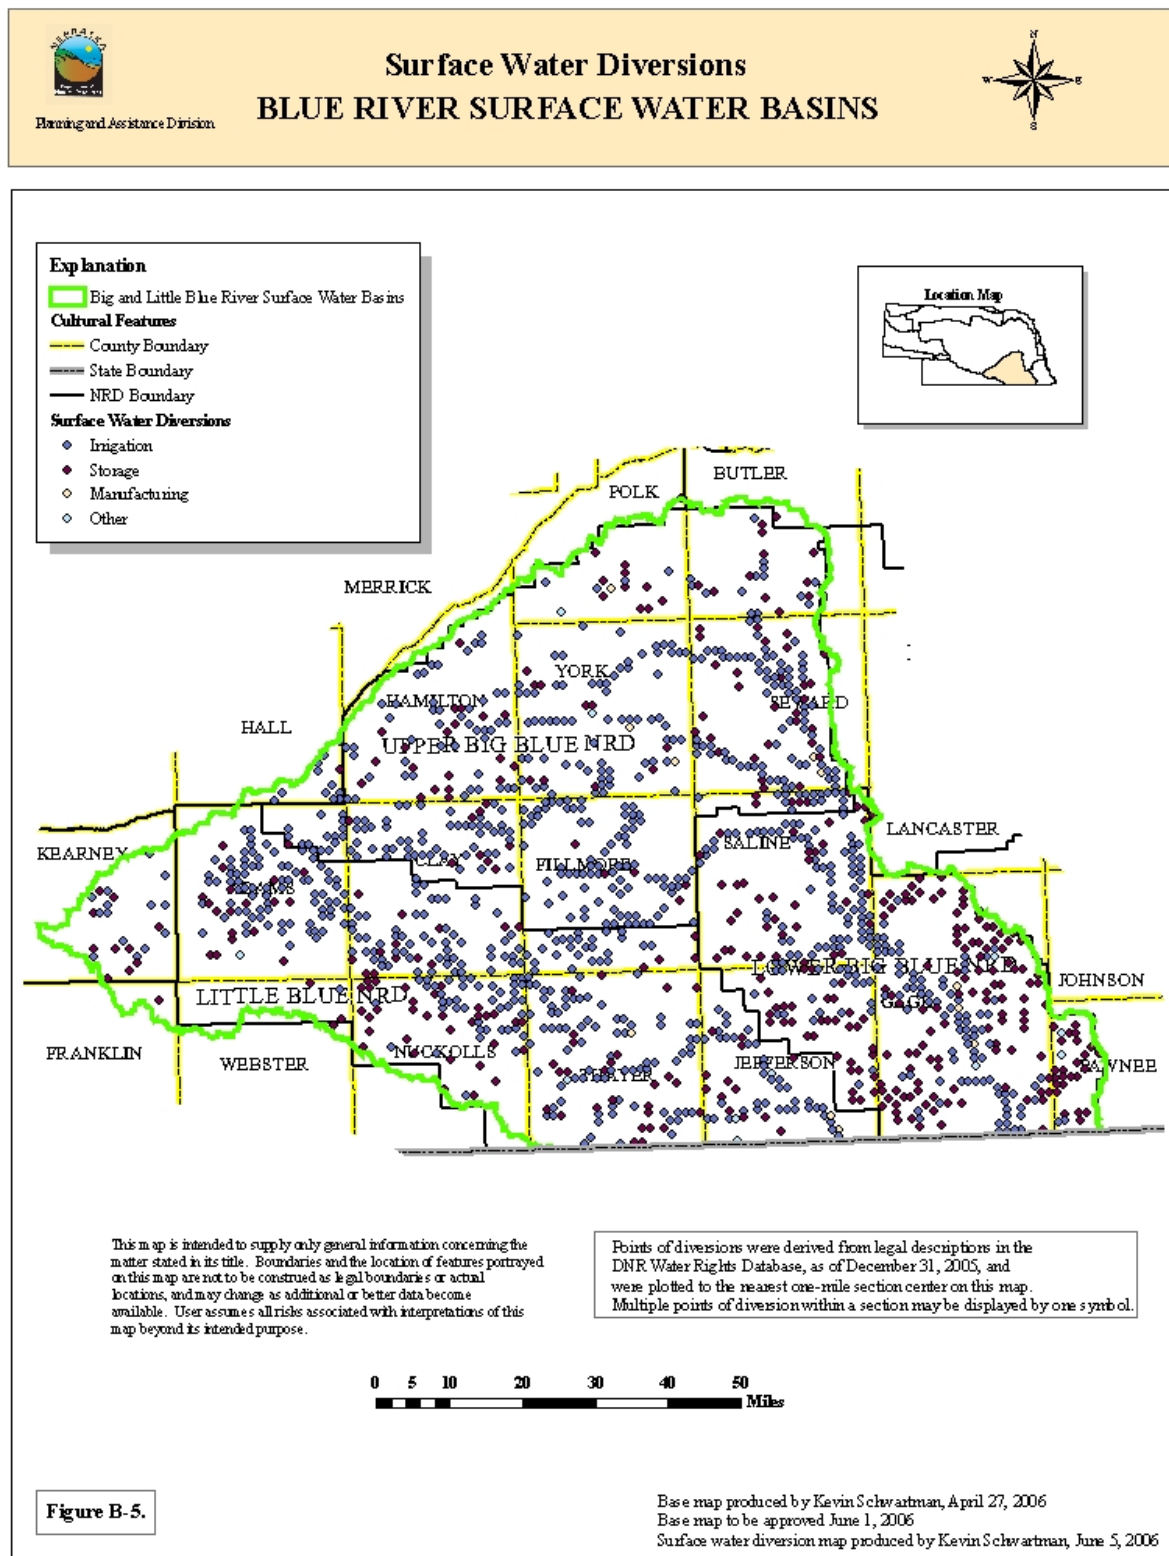 NEBRASKA
Planning and Assistance Division
Surface Water Diversions
BLUE RIVER SURFACE WATER BASINS
N
W
E
S
Explanation
Big and Little Blue River Surface Water Basins
Cultural Features
County Boundary
State Boundary
NRD Boundary
Surface Water Diversions
Irrigation
Storage
Manufacturing
Other
Location Map
BUTLER
POLK
MERRICK
YORK
HAMILTON
SEWARD
HALL
UPPER BIG BLUE NRD
LANCASTER
SALINE
KEARNEY
CLAY
FILLMORE
ADAMS
LOWER BIG BLUE NRD
JOHNSON
LITTLE BLUE NRD
GAGE
FRANKLIN
WEBSTER
NUCKOLLS
JEFFERSON
PAWNEE
THAYER
This map is intended to supply only general information concerning the
matter stated in its title. Boundaries and the location of features portrayed
on this map are not to be construed as legal boundaries or actual
locations, and may change as additional or better data become
available. User assumes all risks associated with interpretations of this
map beyond its intended purpose.
Points of diversions were derived from legal descriptions in the
DNR Water Rights Database, as of December 31, 2005, and
were plotted to the nearest one-mile section center on this map.
Multiple points of diversion within a section may be displayed by one symbol.
0 5 10 20 30 40 50
Miles
Figure B-5.
Base map produced by Kevin Schwartman, April 27, 2006
Base map to be approved June 1, 2006
Surface water diversion map produced by Kevin Schwartman, June 5, 2006